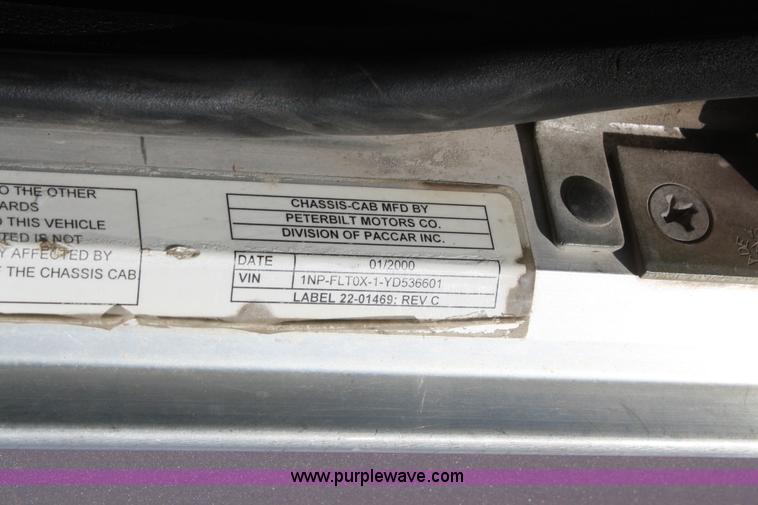 O THE OTHER
ARDS
O THIS VEHICLE
TED IS NOT
Y AFFECTED BY
F THE CHASSIS CAB
CHASSIS-CAB MFD BY
PETERBILT MOTORS CO.
DIVISION OF PACCAR INC.
DATE 01/2000
VIN 1NP-FLT0X-1-YD536601
LABEL 22-01469; REV C
www.purplewave.com